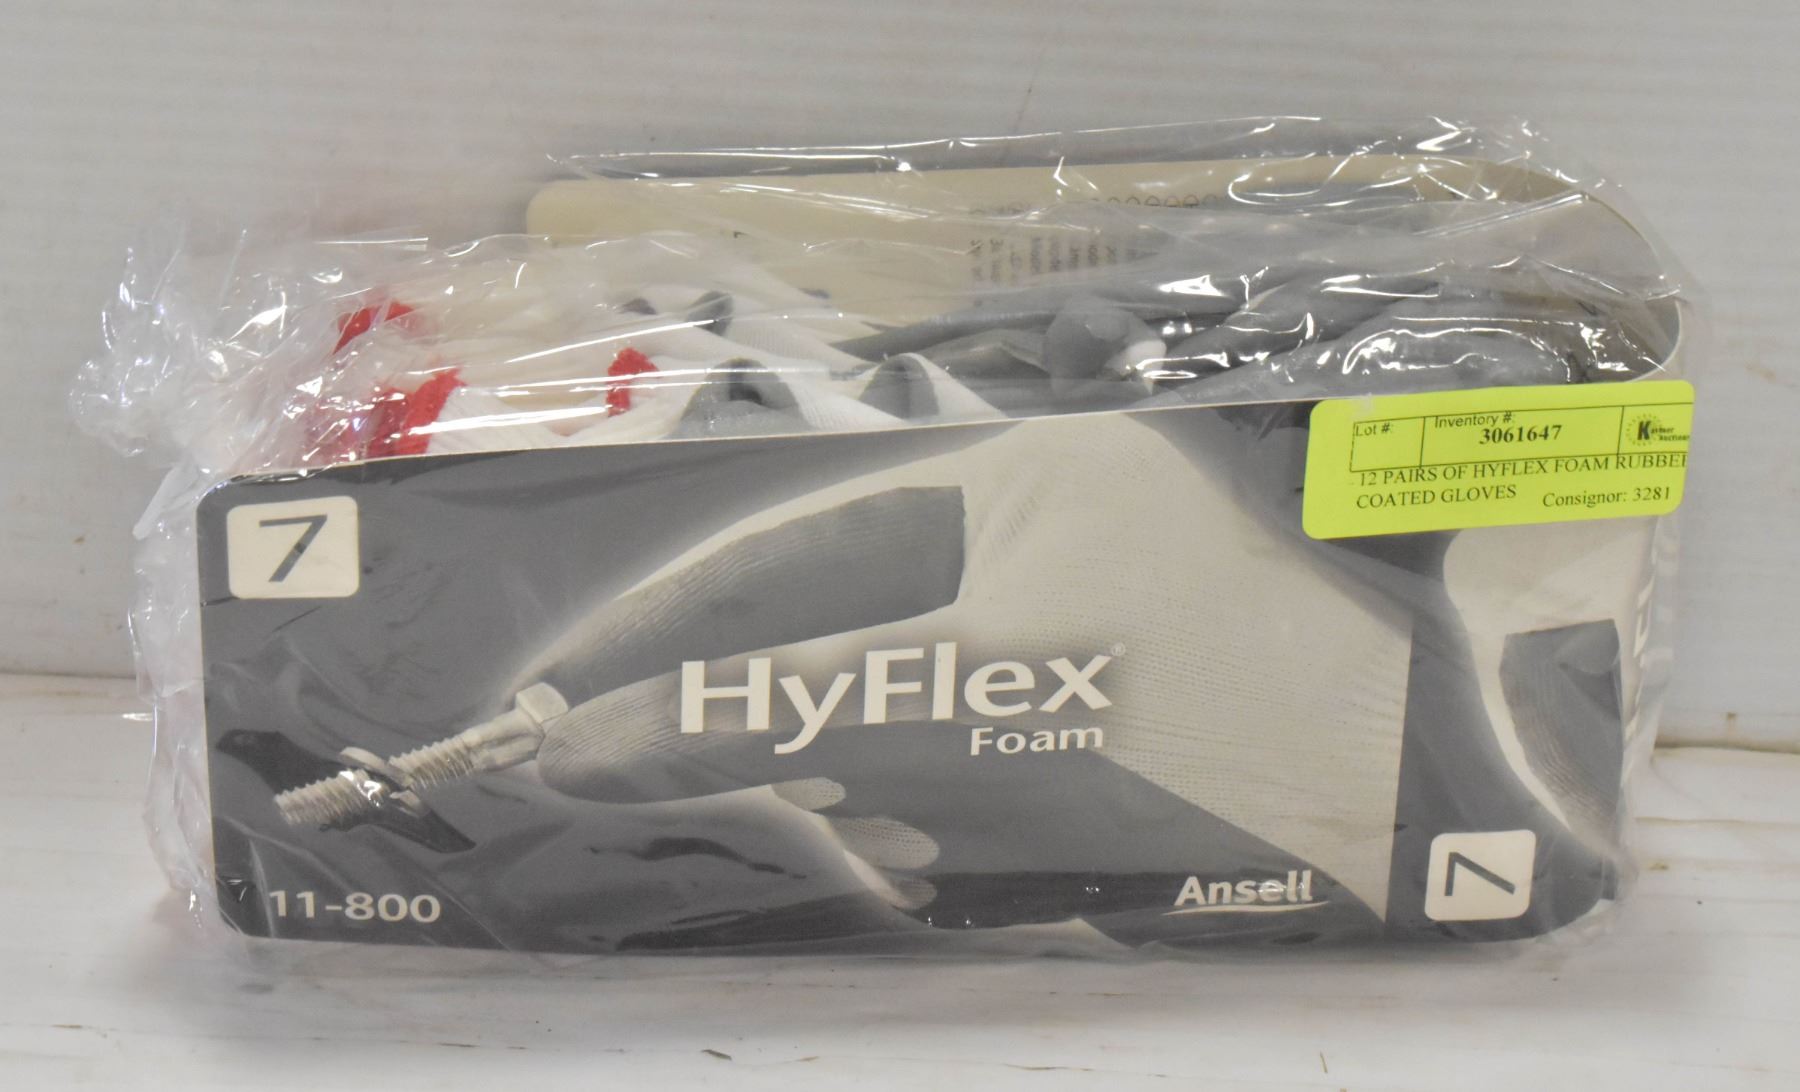 Lot #:
Inventory #:
3061647
12 PAIRS OF HYFLEX FOAM RUBBER
COATED GLOVES
Consignor: 3281
7
HyFlex®
Foam
11-800
Ansell
7